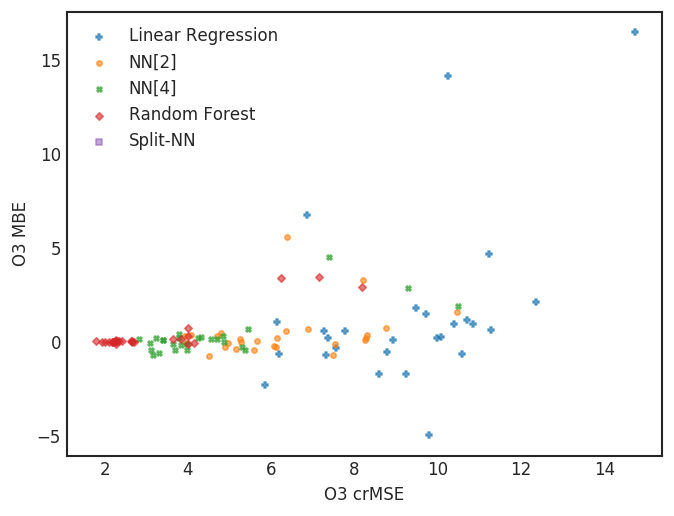 Linear Regression
NN[2]
NN[4]
Random Forest
Split-NN
15
10
5
0
−5
O3 MBE
2 4 6 8 10 12 14
O3 crMSE